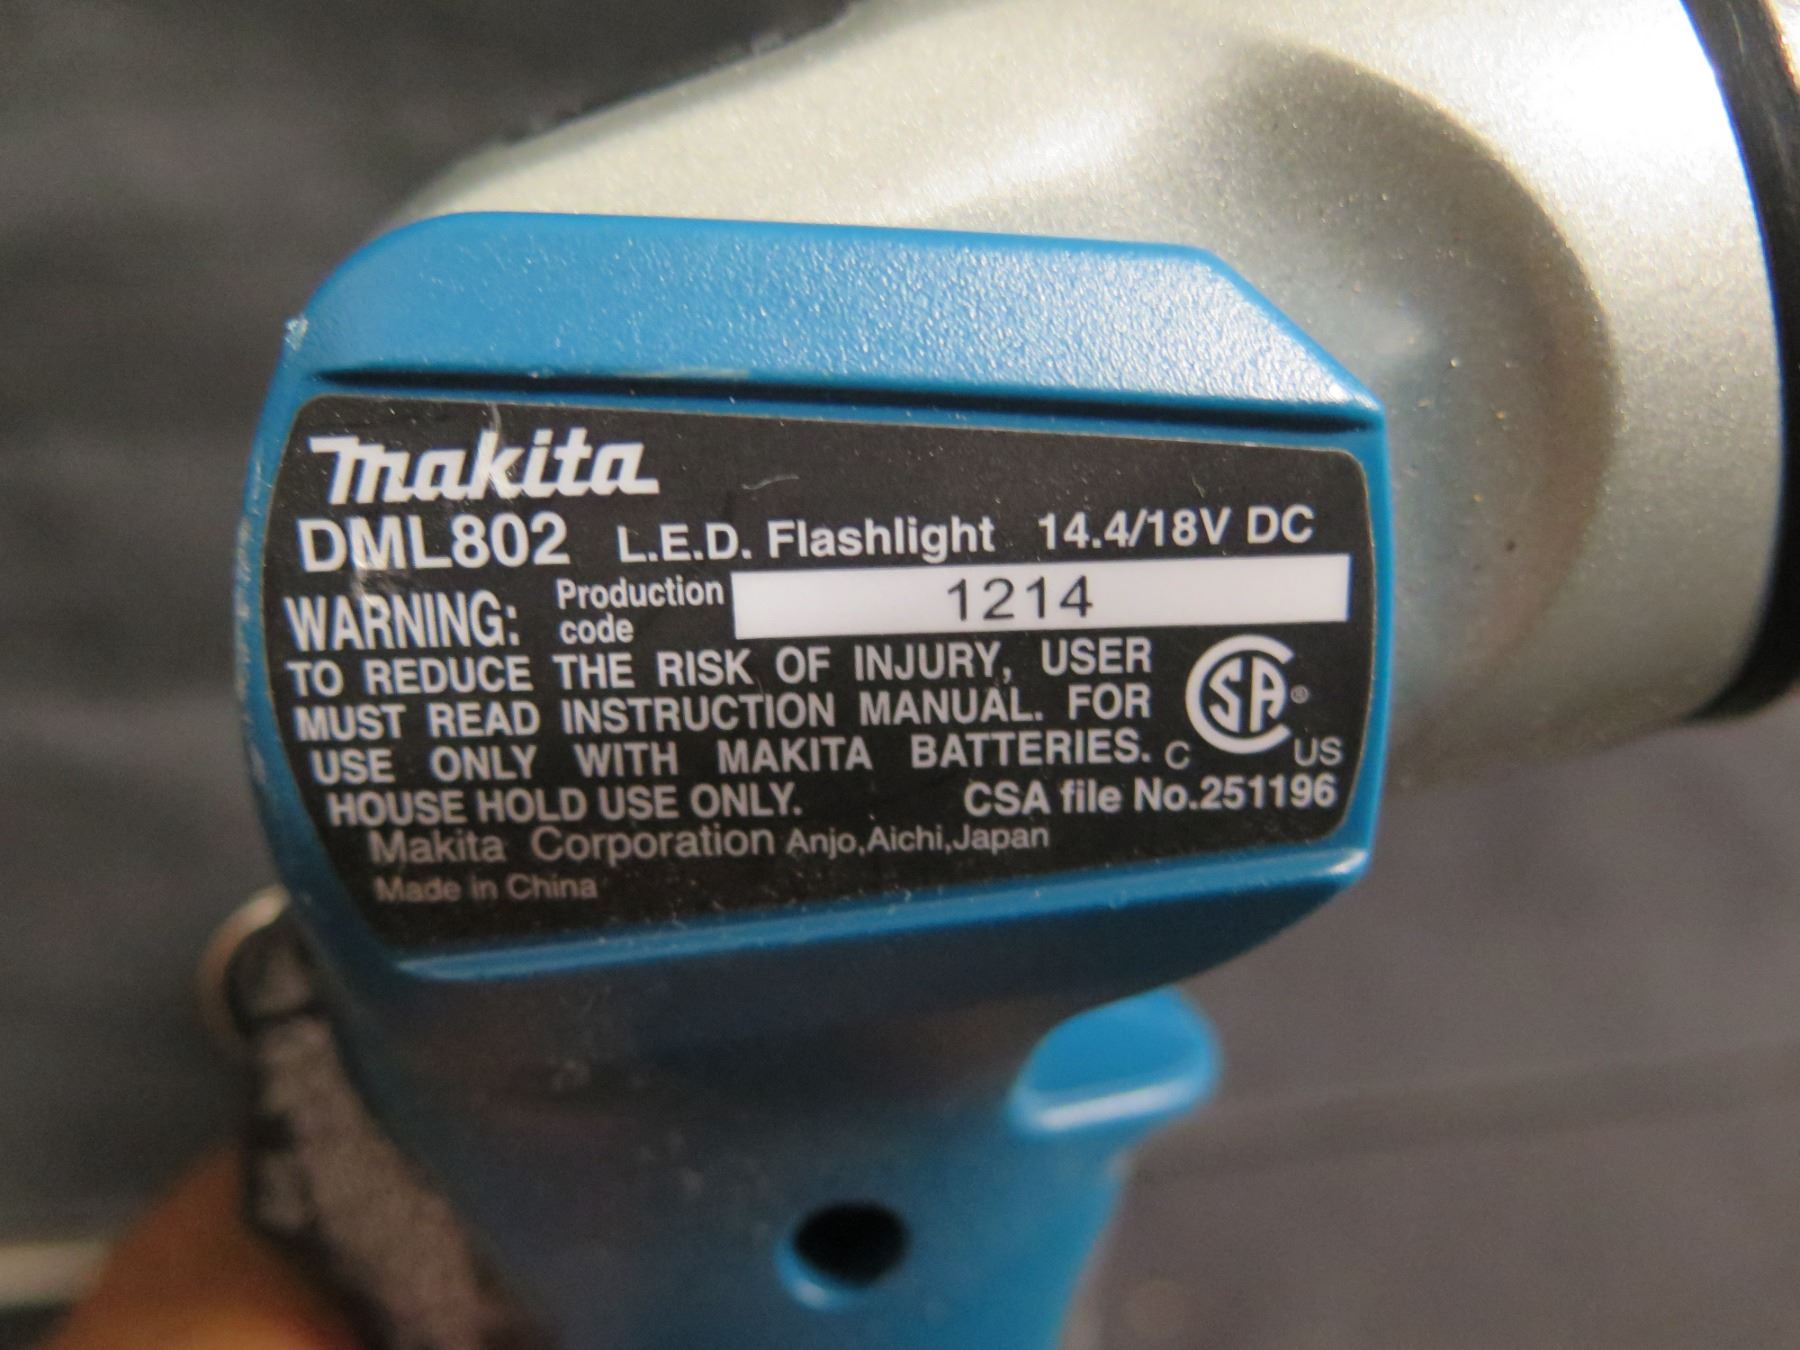 makita
DML802 L.E.D. Flashlight 14.4/18V DC
WARNING: Production code 1214
TO REDUCE THE RISK OF INJURY, USER
MUST READ INSTRUCTION MANUAL. FOR
USE ONLY WITH MAKITA BATTERIES.
HOUSE HOLD USE ONLY.
C SA® US
CSA file No.251196
Makita Corporation Anjo,Aichi,Japan
Made in China